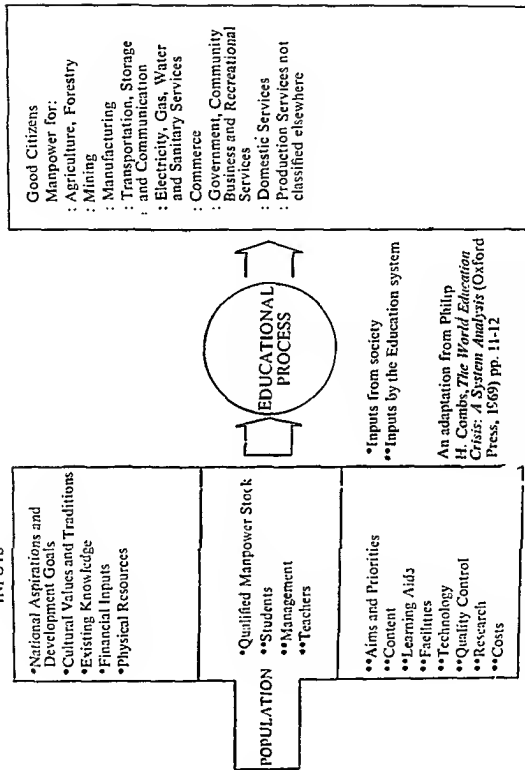 *National Aspirations and
Development Goals
*Cultural Values and Traditions
*Existing Knowledge
*Financial Inputs
*Physical Resources
POPULATION
*Qualified Manpower Stock
**Students
**Management
**Teachers
**Aims and Priorities
**Content
**Learning Aids
**Facilities
**Technology
**Quality Control
**Research
**Costs
EDUCATIONAL
PROCESS
Good Citizens
Manpower for:
: Agriculture, Forestry
: Mining
: Manufacturing
: Transportation, Storage
: and Communication
: Electricity, Gas, Water
and Sanitary Services
: Commerce
: Government, Community
Business and Recreational
Services
: Domestic Services
: Production Services not
classified elsewhere
*Inputs from society
**Inputs by the Education system
An adaptation from Philip
H. Combs, The World Education
Crisis: A System Analysis (Oxford
Press, 1969) pp. 11-12